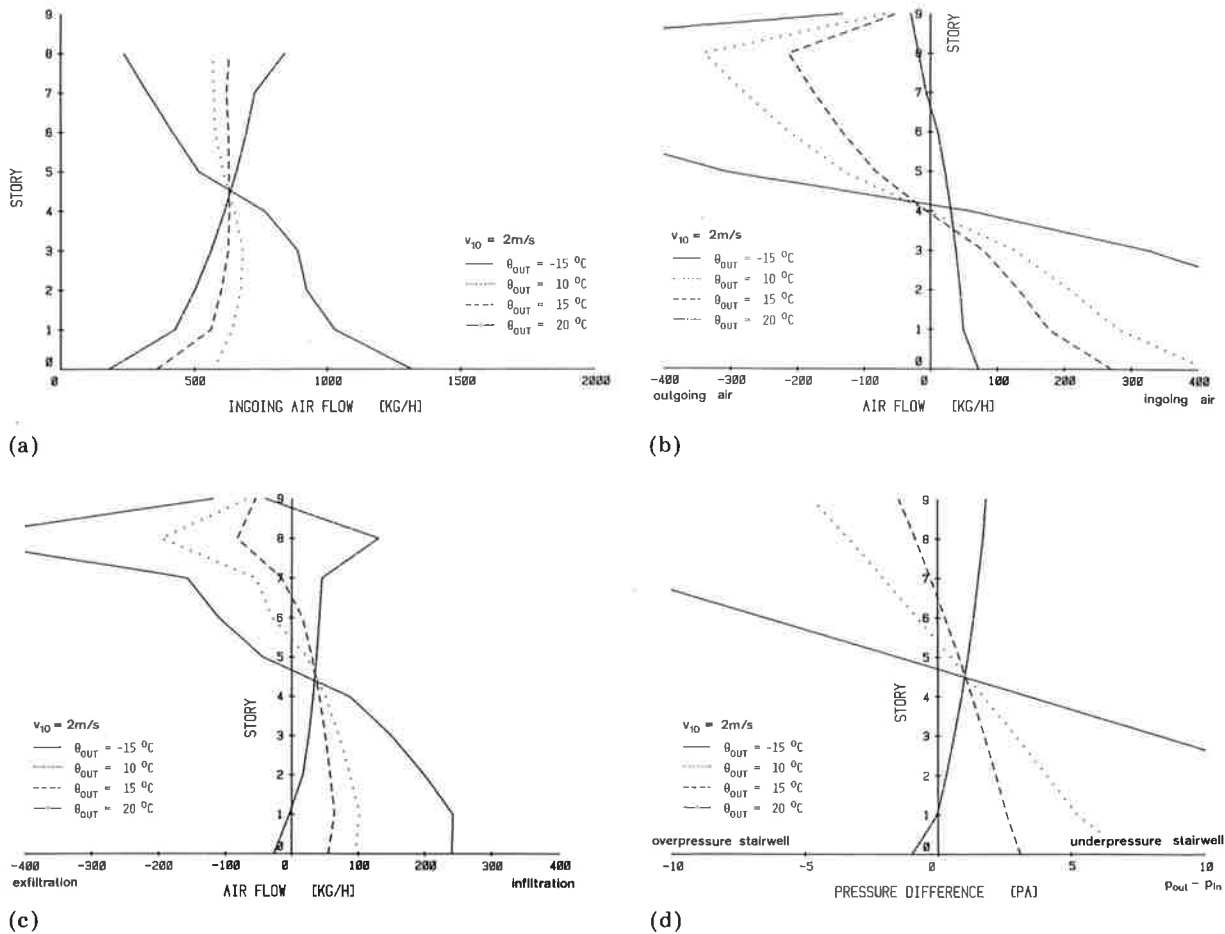 9
8
7
6
5
4
3
2
1
0
STORY
v10 = 2m/s
θOUT = -15 °C
θOUT = 10 °C
θOUT = 15 °C
θOUT = 20 °C
0 500 1000 1500 2000
INGOING AIR FLOW [KG/H]
(a)
9
8
7
6
5
4
3
2
1
0
STORY
v10 = 2m/s
θOUT = -15 °C
θOUT = 10 °C
θOUT = 15 °C
θOUT = 20 °C
-400 -300 -200 -100 0 100 200 300 400
outgoing air AIR FLOW [KG/H] ingoing air
(b)
9
8
7
6
5
4
3
2
1
0
STORY
v10 = 2m/s
θOUT = -15 °C
θOUT = 10 °C
θOUT = 15 °C
θOUT = 20 °C
-400 -300 -200 -100 0 100 200 300 400
exfiltration AIR FLOW [KG/H] infiltration
(c)
9
8
7
6
5
4
3
2
1
0
STORY
v10 = 2m/s
θOUT = -15 °C
θOUT = 10 °C
θOUT = 15 °C
θOUT = 20 °C
overpressure stairwell underpressure stairwell
-10 -5 0 5 10
PRESSURE DIFFERENCE [PA] pout - pin
(d)